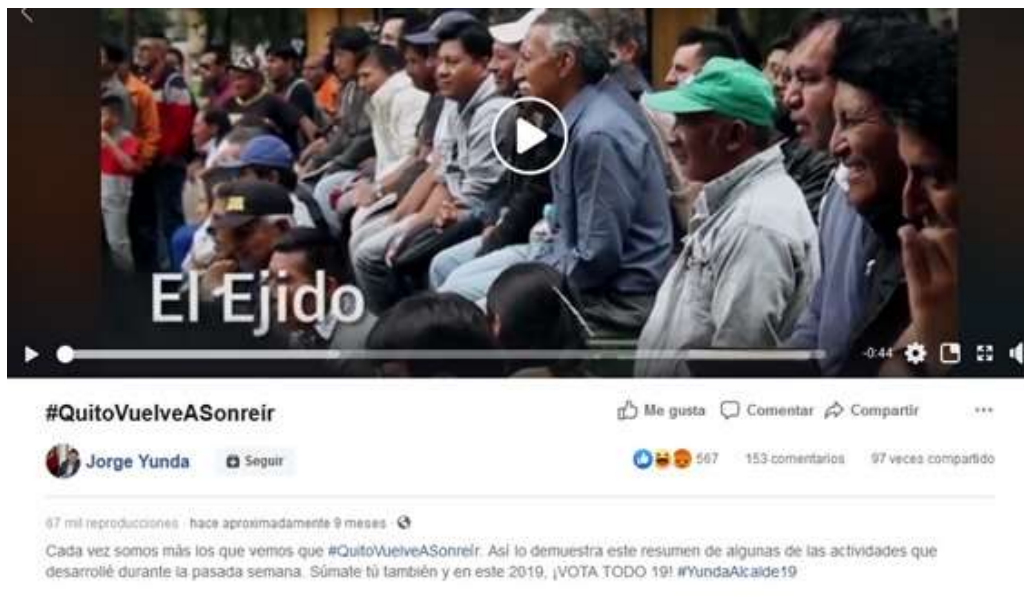 El Ejido
-0:44
#QuitoVuelveASonreír
Me gusta Comentar Compartir
Jorge Yunda Seguir
567 153 comentarios 97 veces compartido
67 mil reproducciones · hace aproximadamente 9 meses ·
Cada vez somos más los que vemos que #QuitoVuelveASonreír. Así lo demuestra este resumen de algunas de las actividades que
desarrollé durante la pasada semana. Súmate tú también y en este 2019, ¡VOTA TODO 19! #YundaAlcalde19